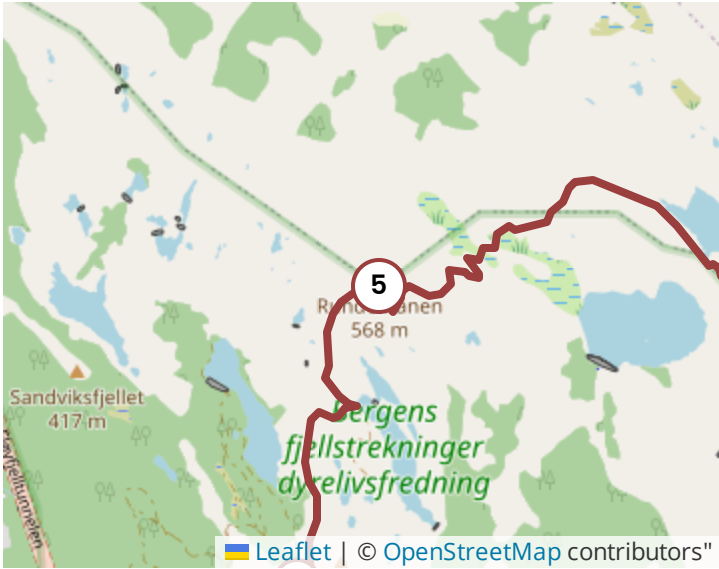 5
568 m
Sandviksfjellet
417 m
Bergens
fjellstrekninger
dyrelivsfredning
Leaflet | © OpenStreetMap contributors"